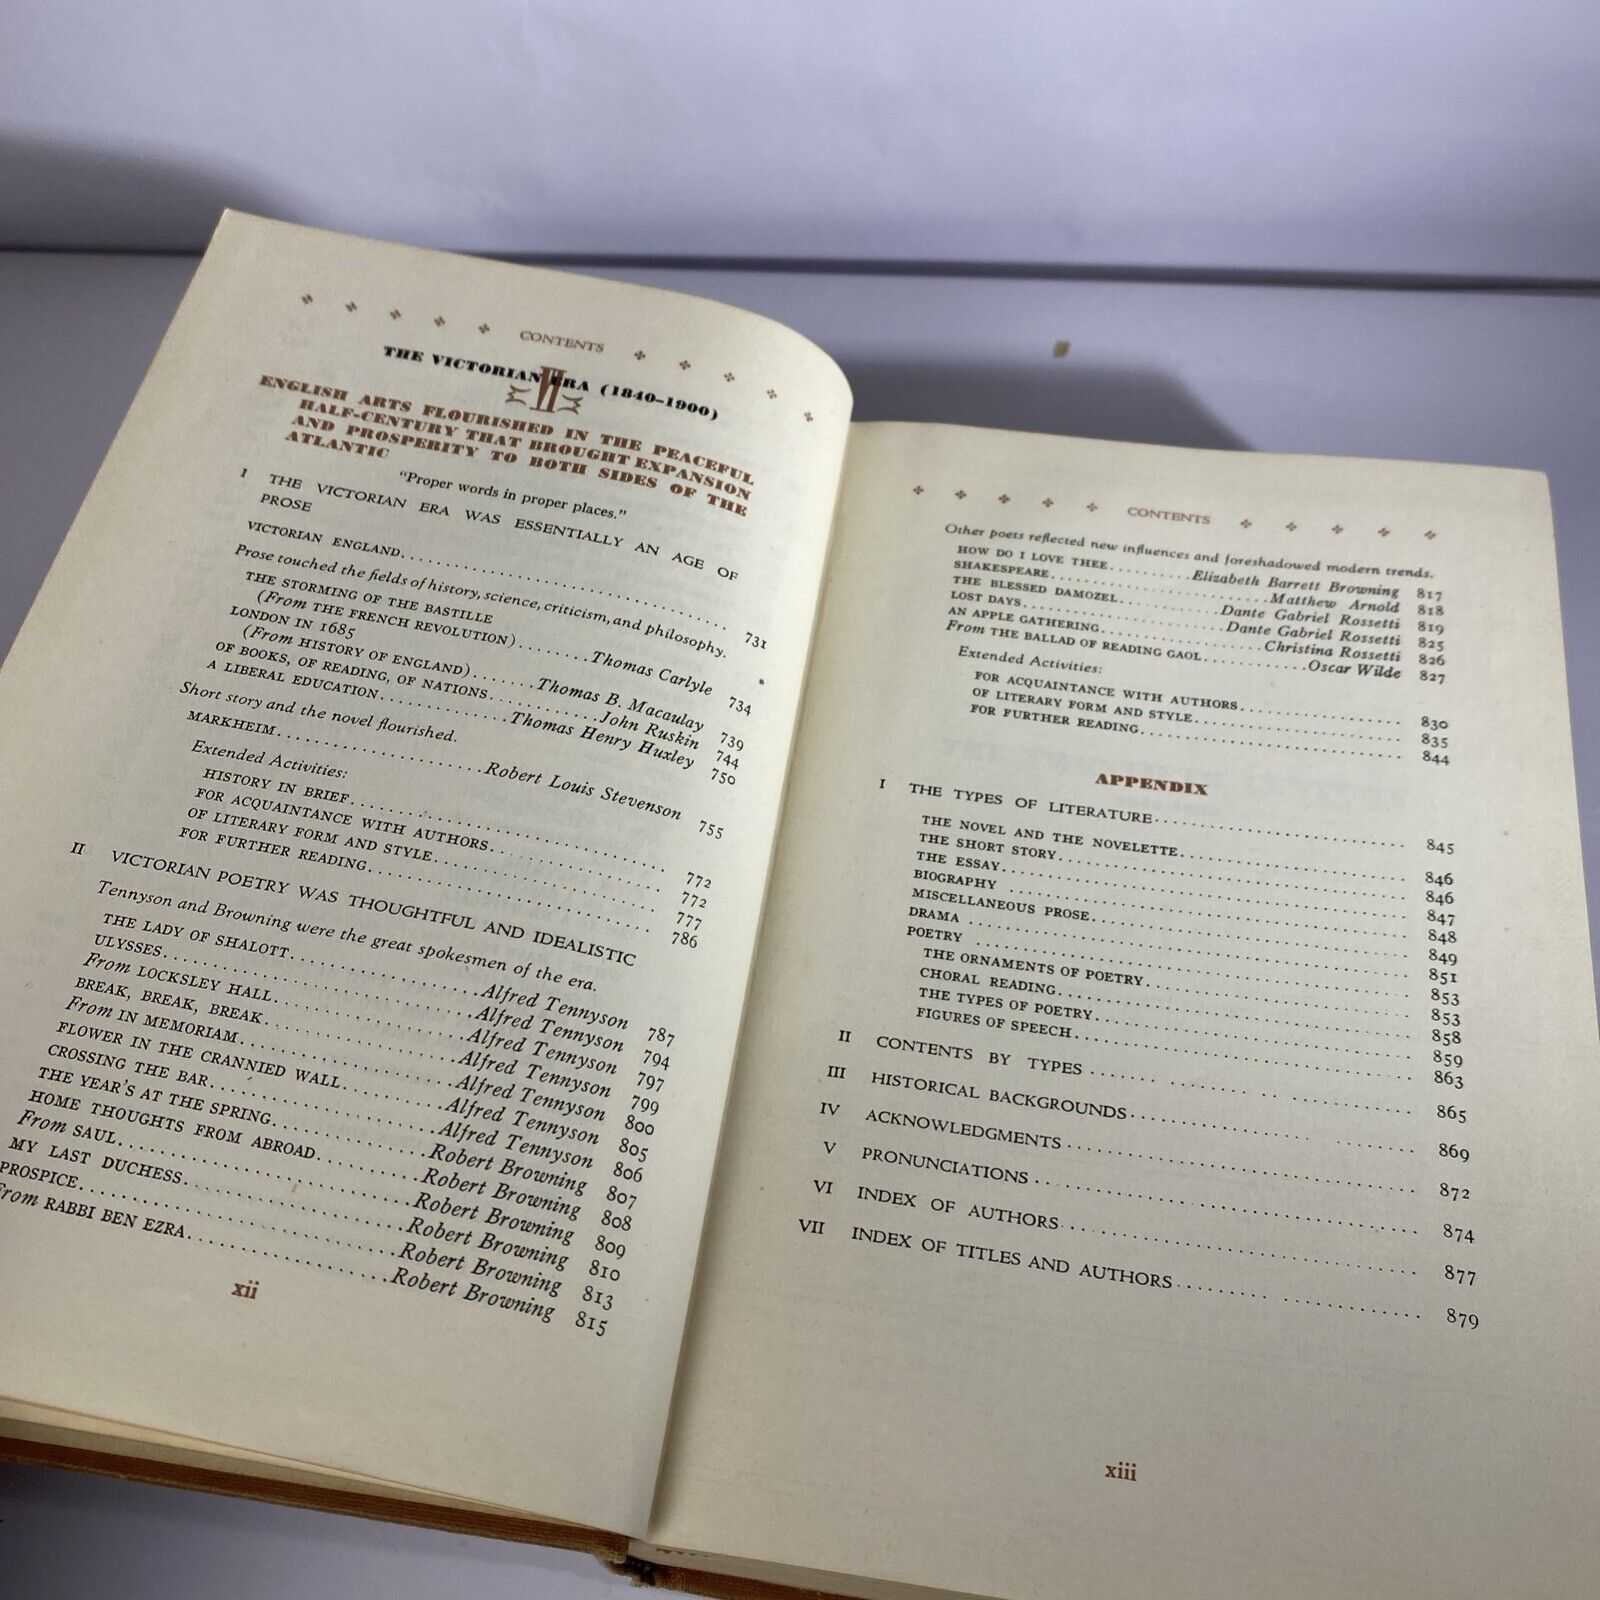 CONTENTS
THE VICTORIAN ERA (1840–1900)
ENGLISH ARTS FLOURISHED IN THE PEACEFUL
HALF-CENTURY THAT BROUGHT EXPANSION
AND PROSPERITY TO BOTH SIDES OF THE
ATLANTIC
"Proper words in proper places."
I THE VICTORIAN ERA WAS ESSENTIALLY AN AGE OF
PROSE
VICTORIAN ENGLAND 731
Prose touched the fields of history, science, criticism, and philosophy.
THE STORMING OF THE BASTILLE
(From THE FRENCH REVOLUTION) Thomas Carlyle 734
LONDON IN 1685
(From HISTORY OF ENGLAND) Thomas B. Macaulay 739
OF BOOKS, OF READING, OF NATIONS John Ruskin 744
A LIBERAL EDUCATION Thomas Henry Huxley 750
Short story and the novel flourished.
MARKHEIM Robert Louis Stevenson 755
Extended Activities:
HISTORY IN BRIEF 772
FOR ACQUAINTANCE WITH AUTHORS 772
OF LITERARY FORM AND STYLE 777
FOR FURTHER READING 786
II VICTORIAN POETRY WAS THOUGHTFUL AND IDEALISTIC
Tennyson and Browning were the great spokesmen of the era.
THE LADY OF SHALOTT Alfred Tennyson 787
ULYSSES Alfred Tennyson 794
From LOCKSLEY HALL Alfred Tennyson 797
BREAK, BREAK, BREAK Alfred Tennyson 799
From IN MEMORIAM Alfred Tennyson 800
FLOWER IN THE CRANNIED WALL Alfred Tennyson 805
CROSSING THE BAR Alfred Tennyson 806
THE YEAR'S AT THE SPRING Robert Browning 807
HOME THOUGHTS FROM ABROAD Robert Browning 808
From SAUL Robert Browning 809
MY LAST DUCHESS Robert Browning 810
PROSPICE Robert Browning 813
From RABBI BEN EZRA Robert Browning 815
xii
CONTENTS
Other poets reflected new influences and foreshadowed modern trends.
HOW DO I LOVE THEE Elizabeth Barrett Browning 817
SHAKESPEARE Matthew Arnold 818
THE BLESSED DAMOZEL Dante Gabriel Rossetti 819
LOST DAYS Dante Gabriel Rossetti 825
AN APPLE GATHERING Christina Rossetti 826
From THE BALLAD OF READING GAOL Oscar Wilde 827
Extended Activities:
FOR ACQUAINTANCE WITH AUTHORS 830
OF LITERARY FORM AND STYLE 835
FOR FURTHER READING 844
APPENDIX
I THE TYPES OF LITERATURE 845
THE NOVEL AND THE NOVELETTE 846
THE SHORT STORY 846
THE ESSAY 847
BIOGRAPHY 848
MISCELLANEOUS PROSE 849
DRAMA 851
POETRY 853
THE ORNAMENTS OF POETRY 853
CHORAL READING 858
THE TYPES OF POETRY 859
FIGURES OF SPEECH 863
II CONTENTS BY TYPES 865
III HISTORICAL BACKGROUNDS 869
IV ACKNOWLEDGMENTS 872
V PRONUNCIATIONS 874
VI INDEX OF AUTHORS 877
VII INDEX OF TITLES AND AUTHORS 879
xiii